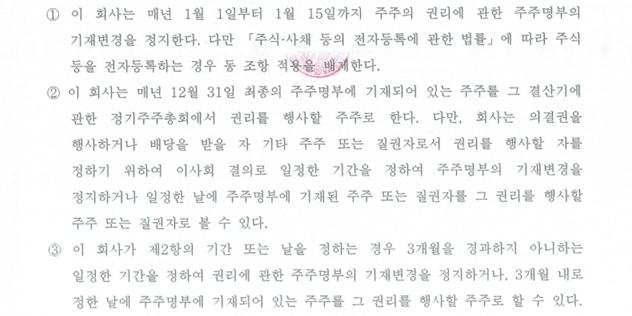 ① 이 회사는 매년 1월 1일부터 1월 15일까지 주주의 권리에 관한 주주명부의
기재변경을 정지한다. 다만 「주식·사채 등의 전자등록에 관한 법률」에 따라 주식
등을 전자등록하는 경우 동 조항 적용을 배제한다.
② 이 회사는 매년 12월 31일 최종의 주주명부에 기재되어 있는 주주를 그 결산기에
관한 정기주주총회에서 권리를 행사할 주주로 한다. 다만, 회사는 의결권을
행사하거나 배당을 받을 자 기타 주주 또는 질권자로서 권리를 행사할 자를
정하기 위하여 이사회 결의로 일정한 기간을 정하여 주주명부의 기재변경을
정지하거나 일정한 날에 주주명부에 기재된 주주 또는 질권자를 그 권리를 행사할
주주 또는 질권자로 볼 수 있다.
③ 이 회사가 제2항의 기간 또는 날을 정하는 경우 3개월을 경과하지 아니하는
일정한 기간을 정하여 권리에 관한 주주명부의 기재변경을 정지하거나, 3개월 내로
정한 날에 주주명부에 기재되어 있는 주주를 그 권리를 행사할 주주로 할 수 있다.